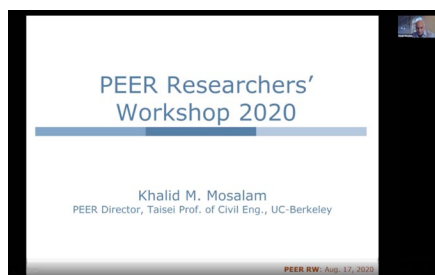 PEER Researchers'
Workshop 2020
Khalid M. Mosalam
PEER Director, Taisei Prof. of Civil Eng., UC-Berkeley
PEER RW: Aug. 17, 2020